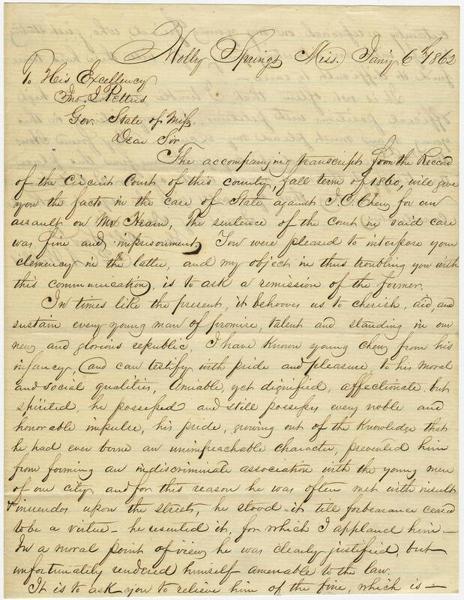 Holly Springs, Miss. Jan'y 6th 1862
To His Excellency
Jno. J. Pettus
Gov. State of Miss.
Dear Sir
The accompanying transcript, from the Record
of the Circuit Court of this county, fall term of 1860, will give
you the facts in the case of State against J. C. Chew for an
assault on Mr. the sentence of the Court in said case
was fine and imprisonment, You were pleased to interpose your
clemency in the latter, and my object in thus troubling you with
this communication, is to ask a remission of the former.
In times like the present, it behooves us to cherish, aid and
sustain every young man of promise, talent and standing in our
new and glorious republic, I have known young Chew from his
infancy, and can testify with pride and pleasure to his moral
and social qualities, amiable yet dignified, affectionate but
spirited, he possessed and still possesses every noble and
honorable impulse, his pride, growing out of the knowledge that
he had ever borne an unimpeachable character, prevented him
from forming an indiscriminate association with the young men
of our city, and for this reason he was often met with insults
+ inuendos upon the streets, he stood it till forbearance ceased
to be a virtue - he resented it, for which I applaud him -
In a moral point of view he was clearly justified, but
unfortunately rendered himself amenable to the law.
It is to ask you to relieve him of the fine, which is -